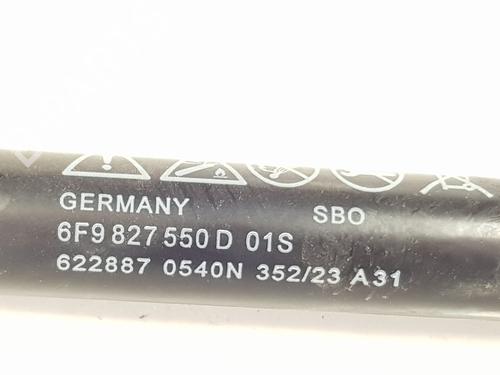 GERMANY SBO
6F9 827 550 D 01S
622887 0540N 352/23 A31